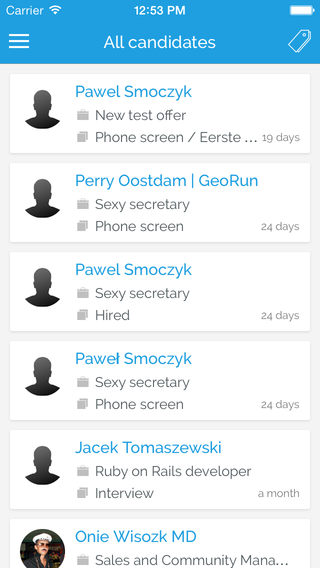 Carrier 12:53 PM
All candidates
Pawel Smoczyk
New test offer
Phone screen / Eerste ... 19 days
Perry Oostdam | GeoRun
Sexy secretary
Phone screen 24 days
Pawel Smoczyk
Sexy secretary
Hired 24 days
Paweł Smoczyk
Sexy secretary
Phone screen 24 days
Jacek Tomaszewski
Ruby on Rails developer
Interview a month
Onie Wisozk MD
Sales and Community Mana...